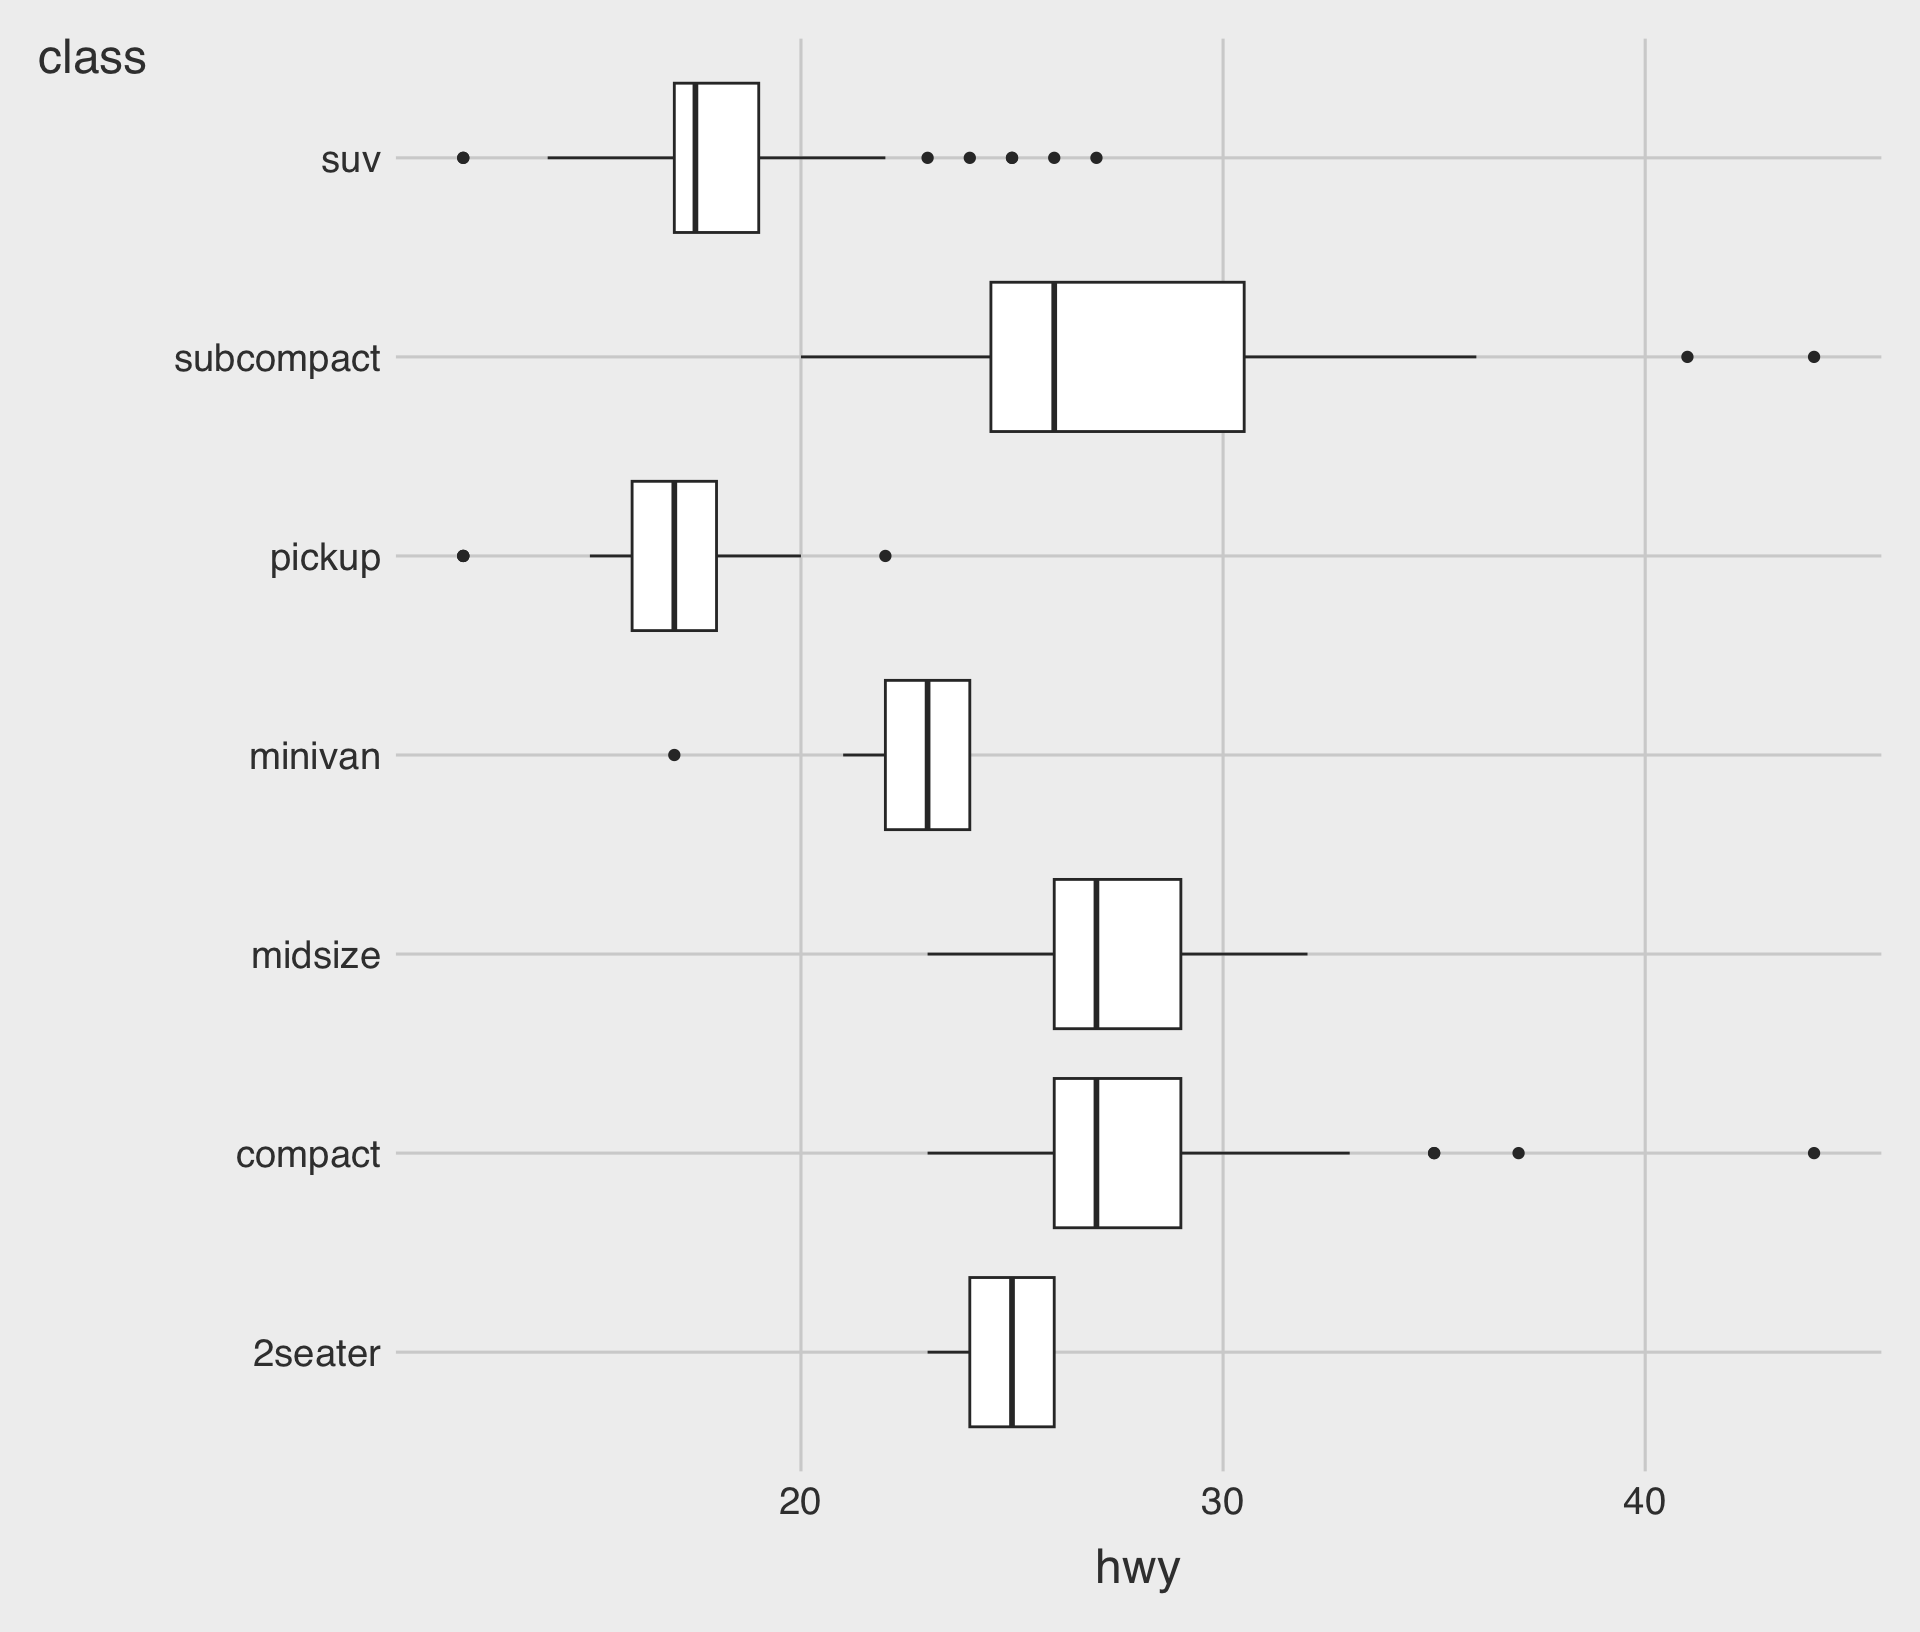 class
suv
subcompact
pickup
minivan
midsize
compact
2seater
20 30 40
hwy